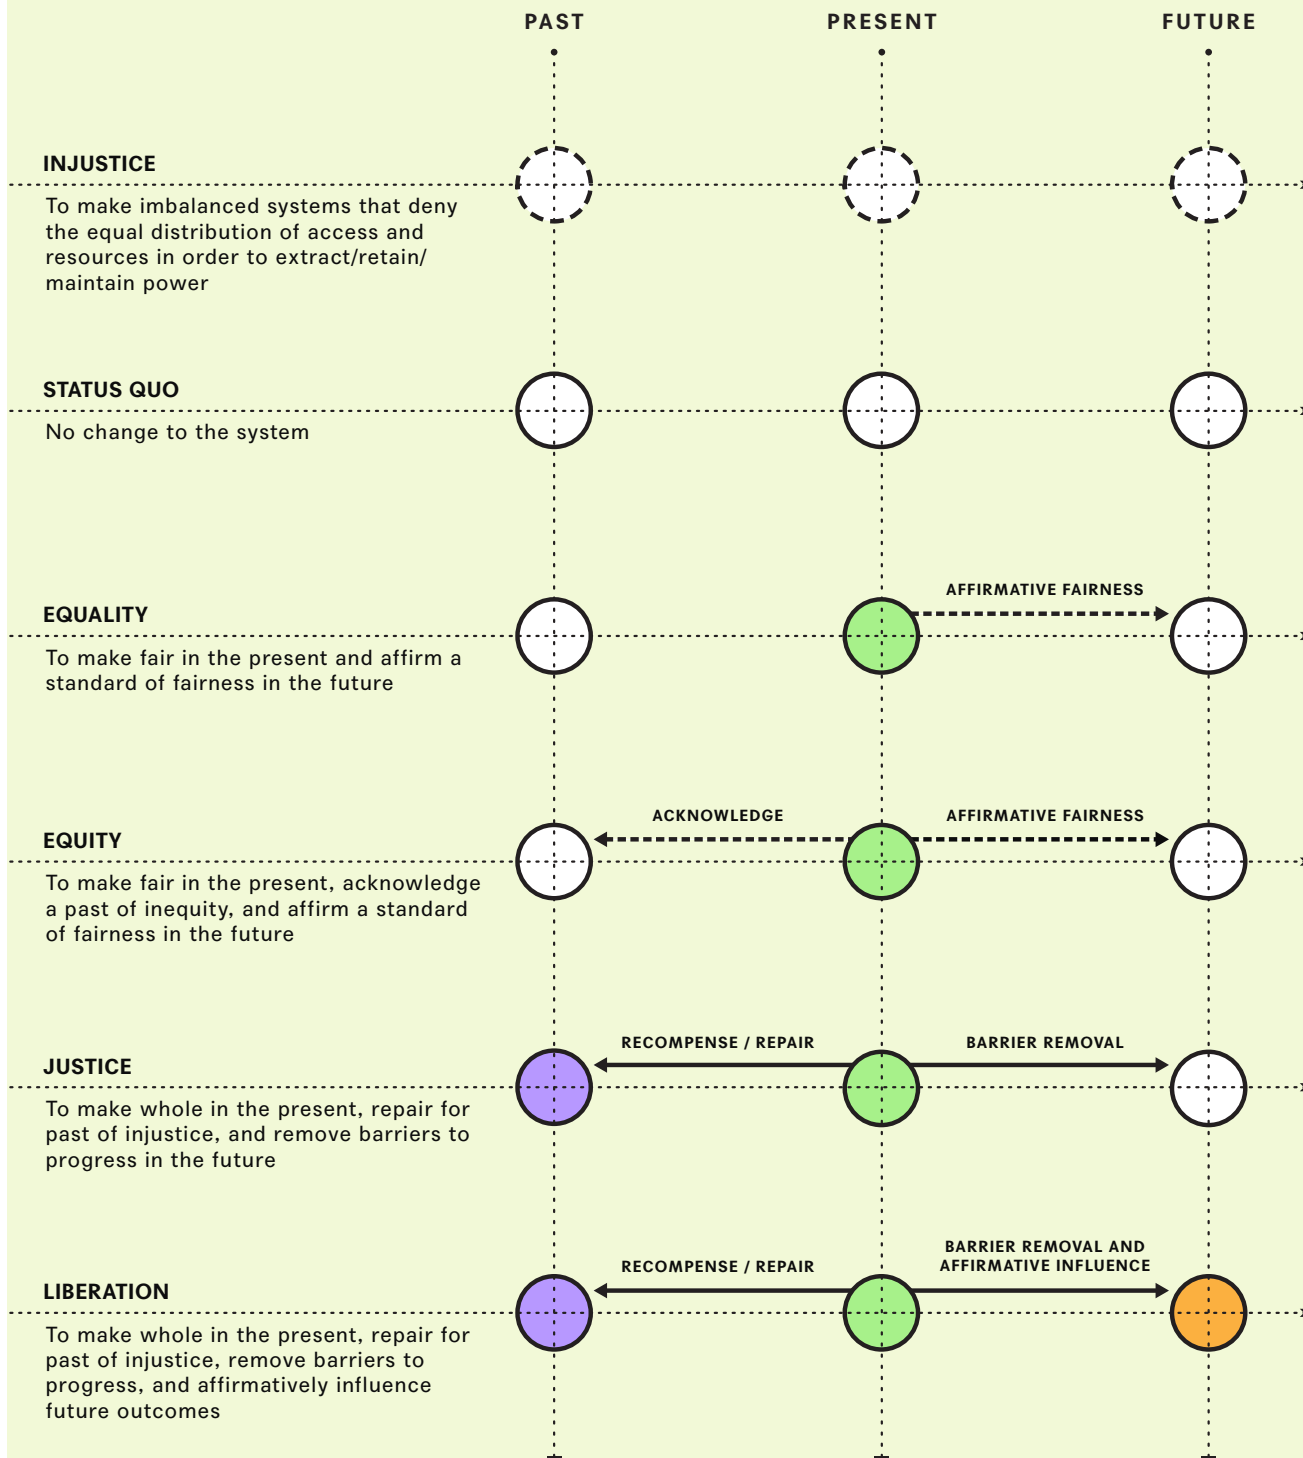 PAST
PRESENT
FUTURE
INJUSTICE
To make imbalanced systems that deny
the equal distribution of access and
resources in order to extract/retain/
maintain power
STATUS QUO
No change to the system
AFFIRMATIVE FAIRNESS
EQUALITY
To make fair in the present and affirm a
standard of fairness in the future
ACKNOWLEDGE
AFFIRMATIVE FAIRNESS
EQUITY
To make fair in the present, acknowledge
a past of inequity, and affirm a standard
of fairness in the future
RECOMPENSE / REPAIR
BARRIER REMOVAL
JUSTICE
To make whole in the present, repair for
past of injustice, and remove barriers to
progress in the future
RECOMPENSE / REPAIR
BARRIER REMOVAL AND
AFFIRMATIVE INFLUENCE
LIBERATION
To make whole in the present, repair for
past of injustice, remove barriers to
progress, and affirmatively influence
future outcomes